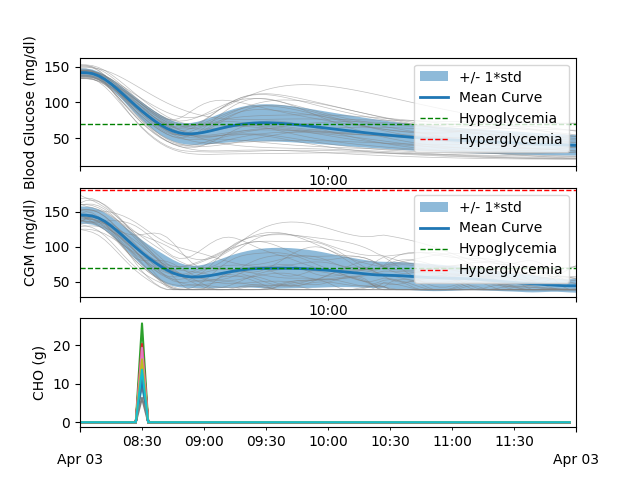 Blood Glucose (mg/dl)
150
100
50
+/- 1*std
Mean Curve
Hypoglycemia
Hyperglycemia
10:00
CGM (mg/dl)
150
100
50
+/- 1*std
Mean Curve
Hypoglycemia
Hyperglycemia
10:00
CHO (g)
20
10
0
08:30 09:00 09:30 10:00 10:30 11:00 11:30
Apr 03 Apr 03